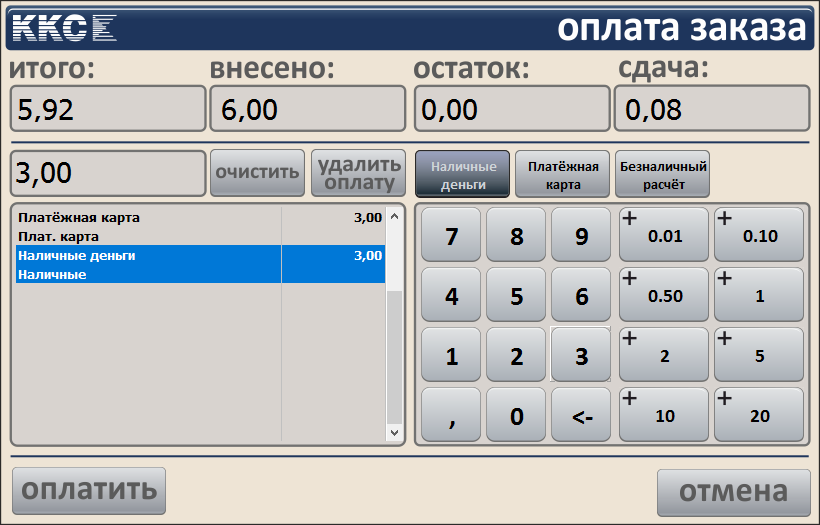 ККС
оплата заказа
итого: внесено: остаток: сдача:
5,92 6,00 0,00 0,08
3,00 очистить удалить оплату Наличные деньги Платёжная карта Безналичный расчёт
Платёжная карта 3,00
Плат. карта
Наличные деньги 3,00
Наличные
7 8 9 + 0.01 + 0.10
4 5 6 + 0.50 + 1
1 2 3 + 2 + 5
, 0 <- + 10 + 20
оплатить отмена